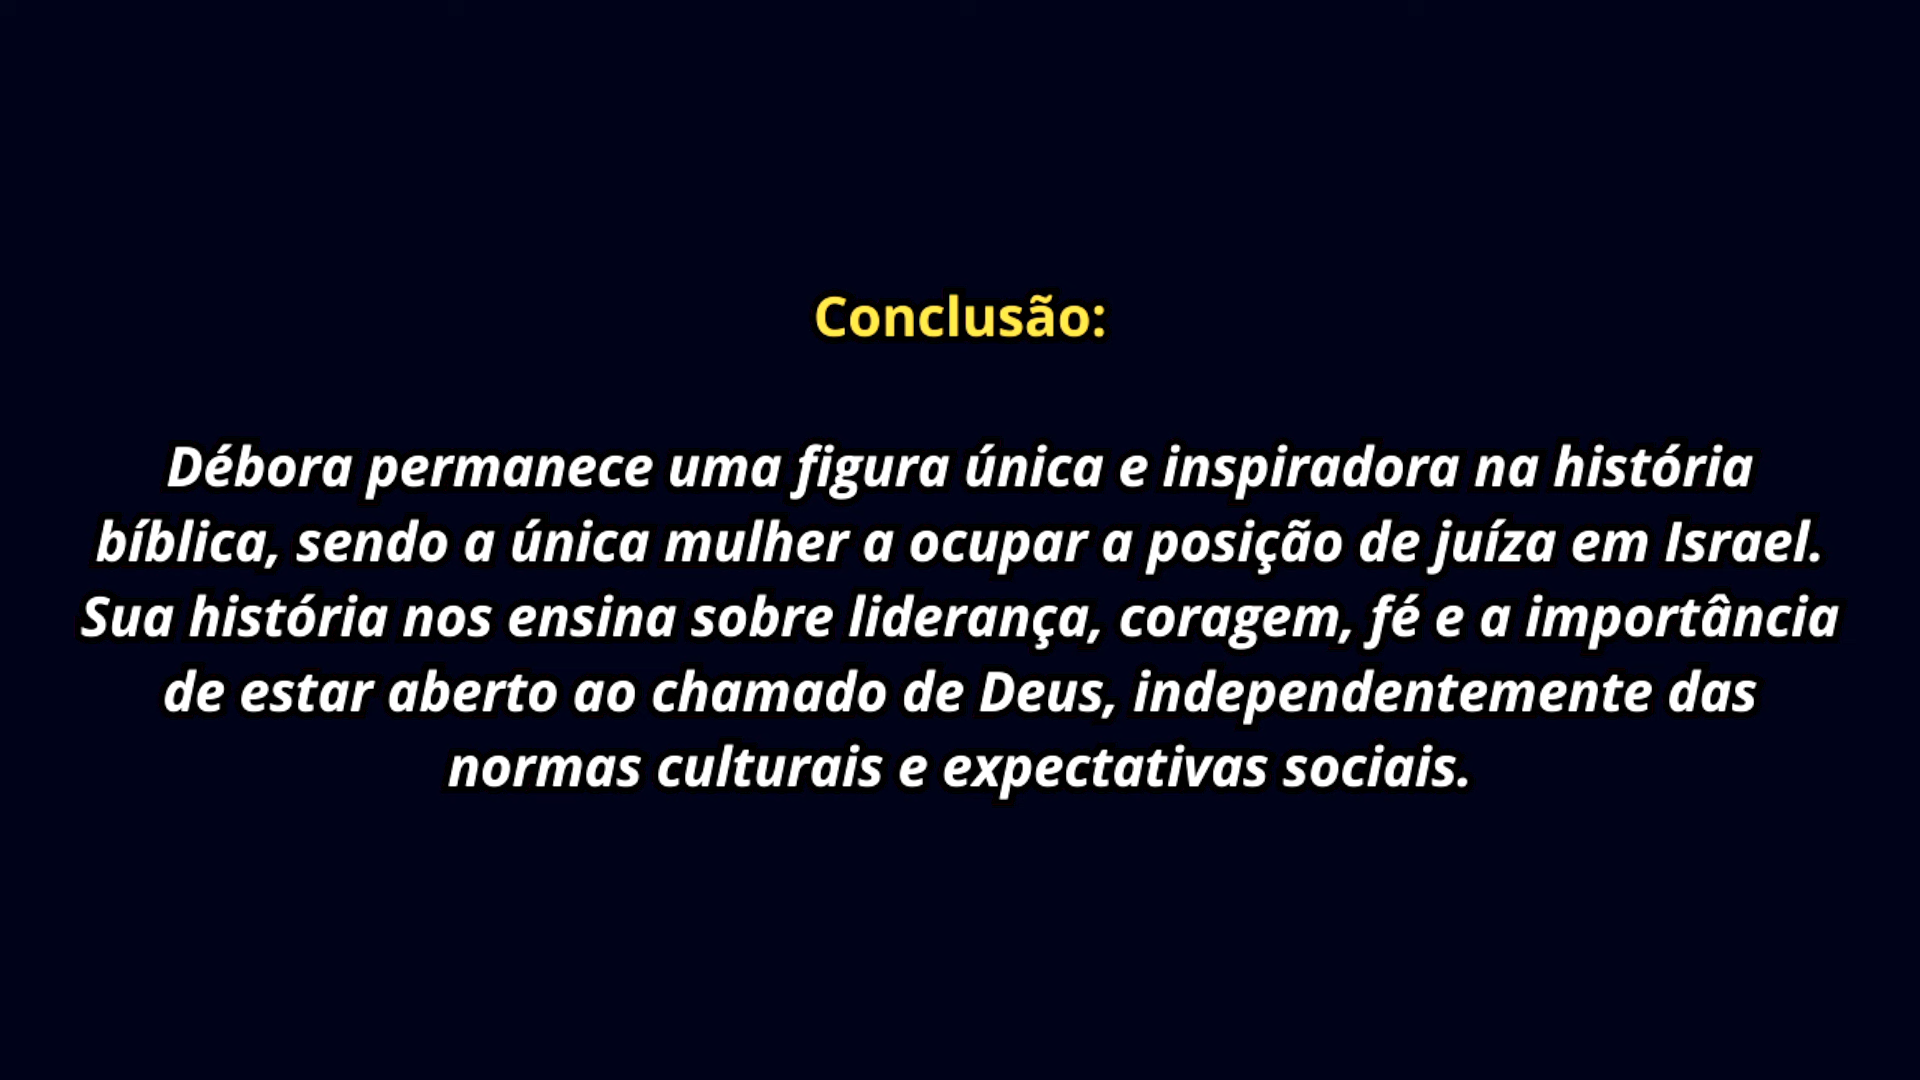 Conclusão:
Débora permanece uma figura única e inspiradora na história
bíblica, sendo a única mulher a ocupar a posição de juíza em Israel.
Sua história nos ensina sobre liderança, coragem, fé e a importância
de estar aberto ao chamado de Deus, independentemente das
normas culturais e expectativas sociais.